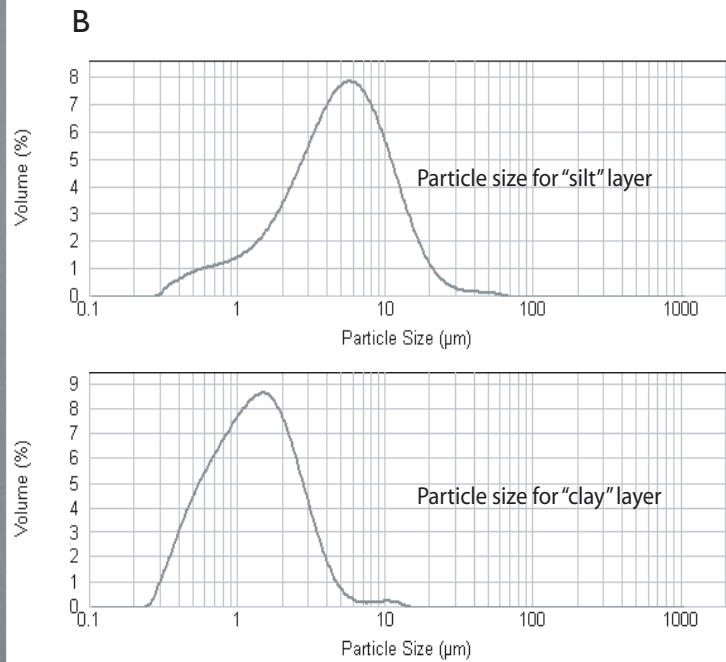 B
Volume (%)
8
7
6
5
4
3
2
1
0
Particle size for “silt” layer
0.1 1 10 100 1000
Particle Size (µm)
Volume (%)
9
8
7
6
5
4
3
2
1
0
Particle size for “clay” layer
0.1 1 10 100 1000
Particle Size (µm)